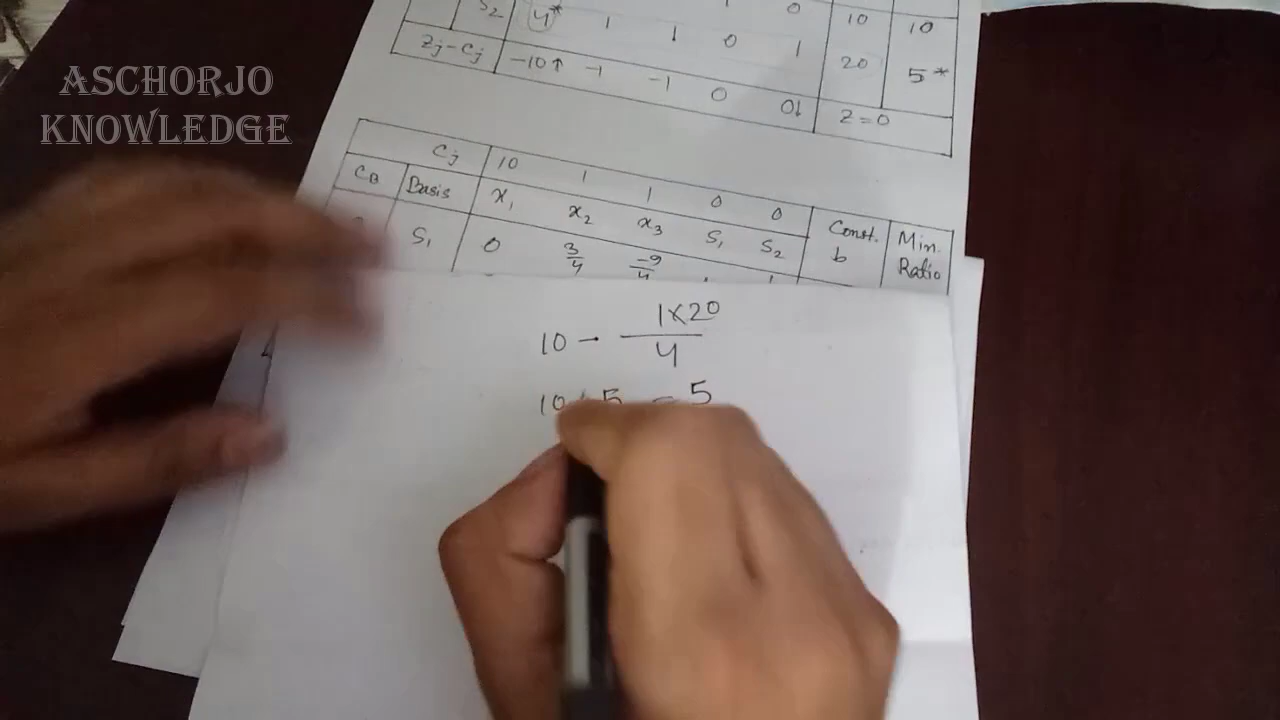 ASCHORJO
KNOWLEDGE
0 10 10
S2 4* 1 1 0 1 20 5*
Zj-Cj -10↑ -1 -1 0 0↓ Z=0
Cj 10 1 1 0 0
CB Basis x1 x2 x3 S1 S2 Const. b Min. Ratio
S1 0 3/4 -9/4
10 - 1×20/4
10 5 = 5